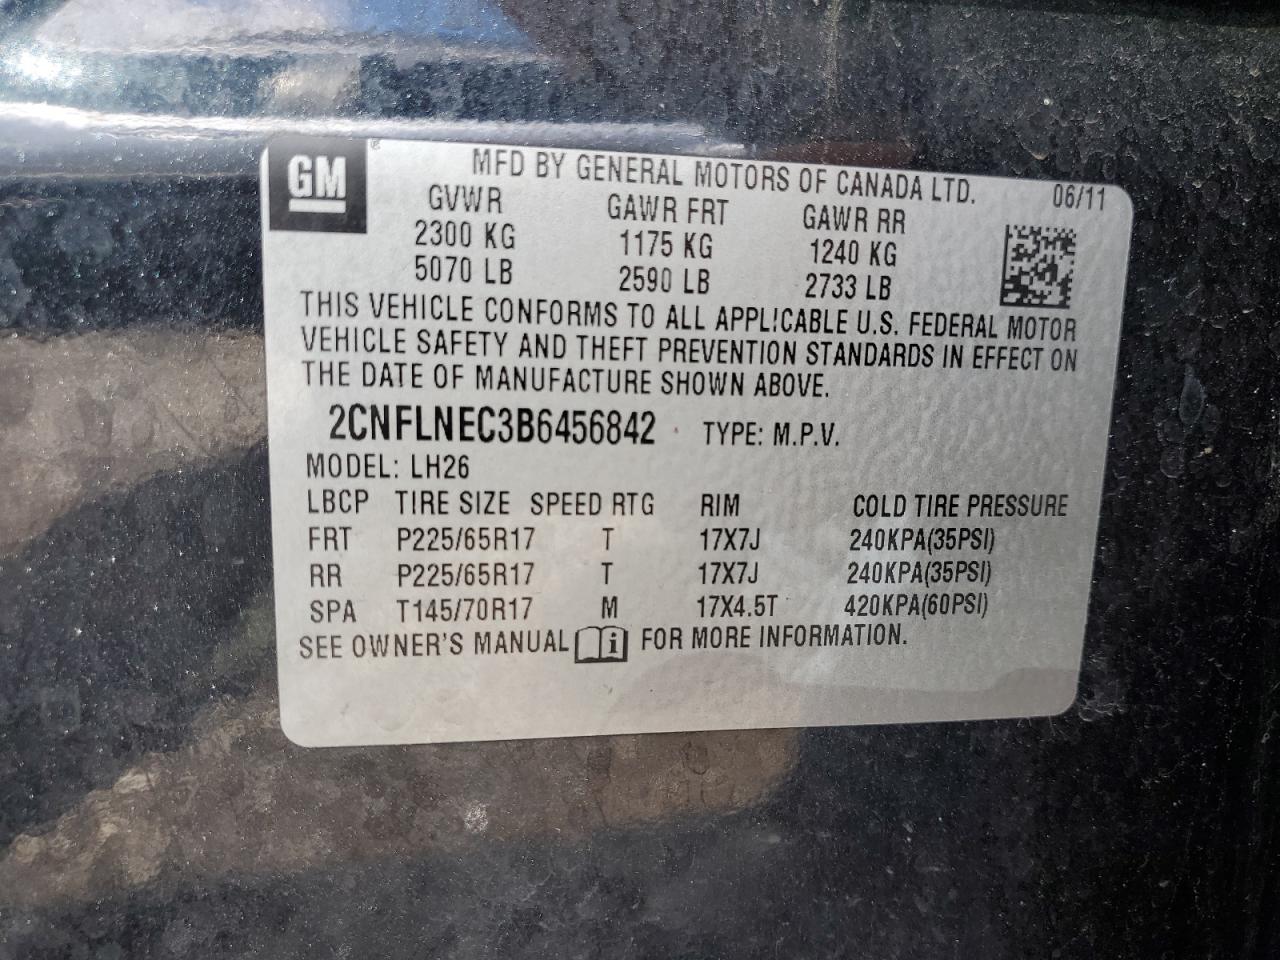 GM ®
MFD BY GENERAL MOTORS OF CANADA LTD. 06/11
GVWR GAWR FRT GAWR RR
2300 KG 1175 KG 1240 KG
5070 LB 2590 LB 2733 LB
THIS VEHICLE CONFORMS TO ALL APPLICABLE U.S. FEDERAL MOTOR
VEHICLE SAFETY AND THEFT PREVENTION STANDARDS IN EFFECT ON
THE DATE OF MANUFACTURE SHOWN ABOVE.
2CNFLNEC3B6456842 TYPE: M.P.V.
MODEL: LH26
LBCP TIRE SIZE SPEED RTG RIM COLD TIRE PRESSURE
FRT P225/65R17 T 17X7J 240KPA(35PSI)
RR P225/65R17 T 17X7J 240KPA(35PSI)
SPA T145/70R17 M 17X4.5T 420KPA(60PSI)
SEE OWNER'S MANUAL i FOR MORE INFORMATION.